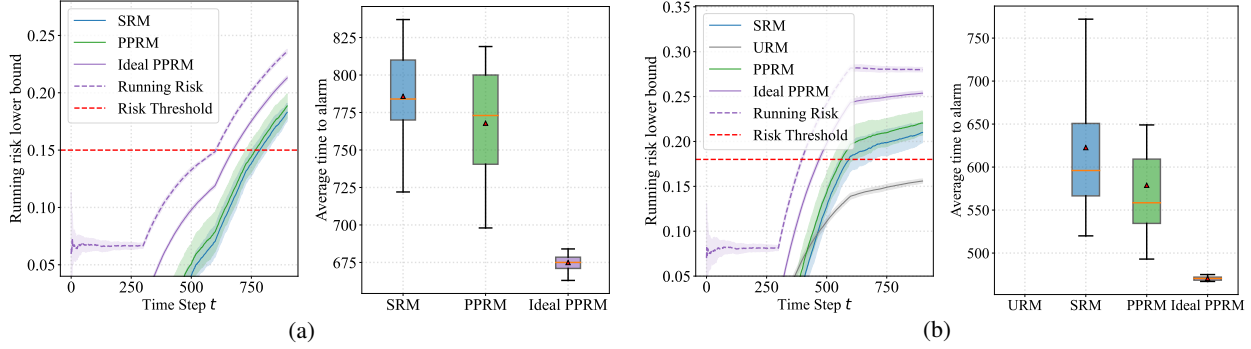 Running risk lower bound
0.25
0.20
0.15
0.10
0.05
SRM
PPRM
Ideal PPRM
Running Risk
Risk Threshold
0
250
500
750
Time Step t
Average time to alarm
825
800
775
750
725
700
675
SRM
PPRM
Ideal PPRM
(a)
Running risk lower bound
0.35
0.30
0.25
0.20
0.15
0.10
0.05
SRM
URM
PPRM
Ideal PPRM
Running Risk
Risk Threshold
0
250
500
750
Time Step t
Average time to alarm
750
700
650
600
550
500
URM
SRM
PPRM
Ideal PPRM
(b)